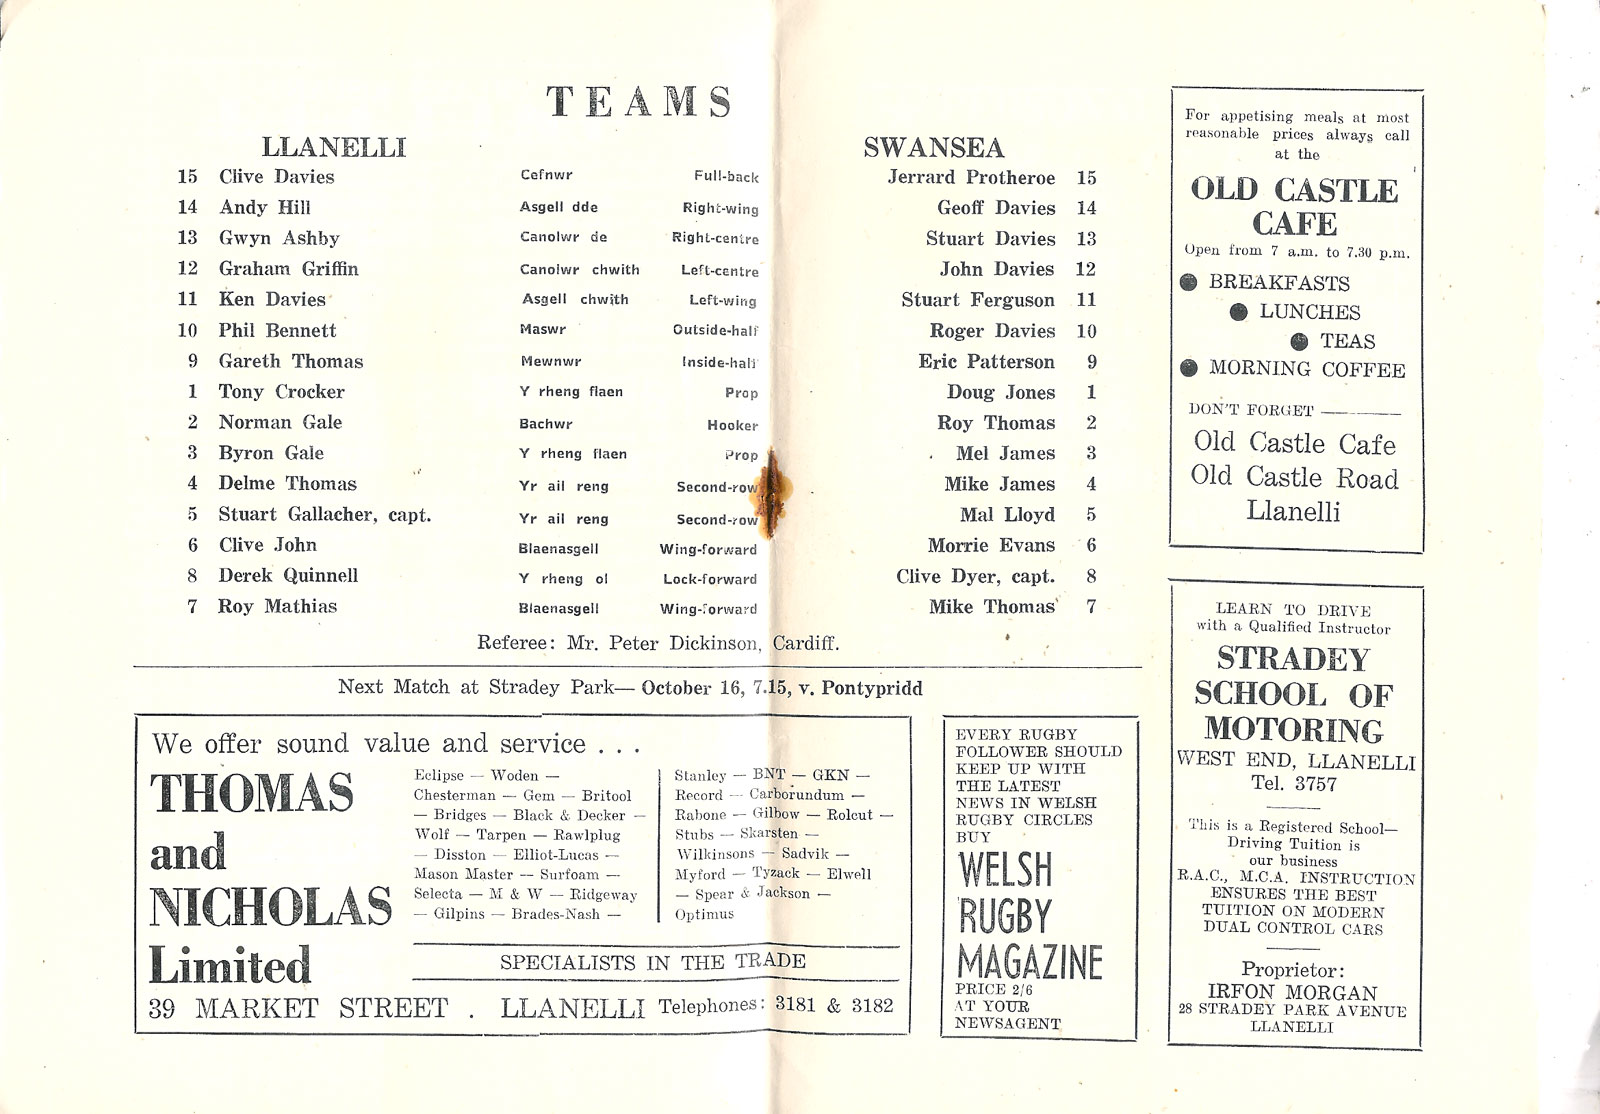 TEAMS
LLANELLI SWANSEA
15 Clive Davies Cefnwr Full-back Jerrard Protheroe 15
14 Andy Hill Asgell dde Right-wing Geoff Davies 14
13 Gwyn Ashby Canolwr de Right-centre Stuart Davies 13
12 Graham Griffin Canolwr chwith Left-centre John Davies 12
11 Ken Davies Asgell chwith Left-wing Stuart Ferguson 11
10 Phil Bennett Maswr Outside-half Roger Davies 10
9 Gareth Thomas Mewnwr Inside-half Eric Patterson 9
1 Tony Crocker Y rheng flaen Prop Doug Jones 1
2 Norman Gale Bachwr Hooker Roy Thomas 2
3 Byron Gale Y rheng flaen Prop Mel James 3
4 Delme Thomas Yr ail reng Second-row Mike James 4
5 Stuart Gallacher, capt. Yr ail reng Second-row Mal Lloyd 5
6 Clive John Blaenasgell Wing-forward Morrie Evans 6
8 Derek Quinnell Y rheng ol Lock-forward Clive Dyer, capt. 8
7 Roy Mathias Blaenasgell Wing-forward Mike Thomas 7
Referee: Mr. Peter Dickinson, Cardiff.
Next Match at Stradey Park— October 16, 7.15, v. Pontypridd
We offer sound value and service . . .
THOMAS
and
NICHOLAS
Limited
Eclipse — Woden —
Chesterman — Gem — Britool
— Bridges — Black & Decker —
Wolf — Tarpen — Rawlplug
— Disston — Elliot-Lucas —
Mason Master — Surfoam —
Selecta — M & W — Ridgeway
— Gilpins — Brades-Nash —
Stanley — BNT — GKN —
Record — Carborundum —
Rabone — Gilbow — Rolcut —
Stubs — Skarsten —
Wilkinsons — Sadvik —
Myford — Tyzack — Elwell
— Spear & Jackson —
Optimus
SPECIALISTS IN THE TRADE
39 MARKET STREET . LLANELLI Telephones: 3181 & 3182
EVERY RUGBY
FOLLOWER SHOULD
KEEP UP WITH
THE LATEST
NEWS IN WELSH
RUGBY CIRCLES
BUY
WELSH
RUGBY
MAGAZINE
PRICE 2/6
AT YOUR
NEWSAGENT
For appetising meals at most
reasonable prices always call
at the
OLD CASTLE
CAFE
Open from 7 a.m. to 7.30 p.m.
● BREAKFASTS
● LUNCHES
● TEAS
● MORNING COFFEE
DON'T FORGET ———
Old Castle Cafe
Old Castle Road
Llanelli
LEARN TO DRIVE
with a Qualified Instructor
STRADEY
SCHOOL OF
MOTORING
WEST END, LLANELLI
Tel. 3757
This is a Registered School—
Driving Tuition is
our business
R.A.C., M.C.A. INSTRUCTION
ENSURES THE BEST
TUITION ON MODERN
DUAL CONTROL CARS
Proprietor:
IRFON MORGAN
28 STRADEY PARK AVENUE
LLANELLI